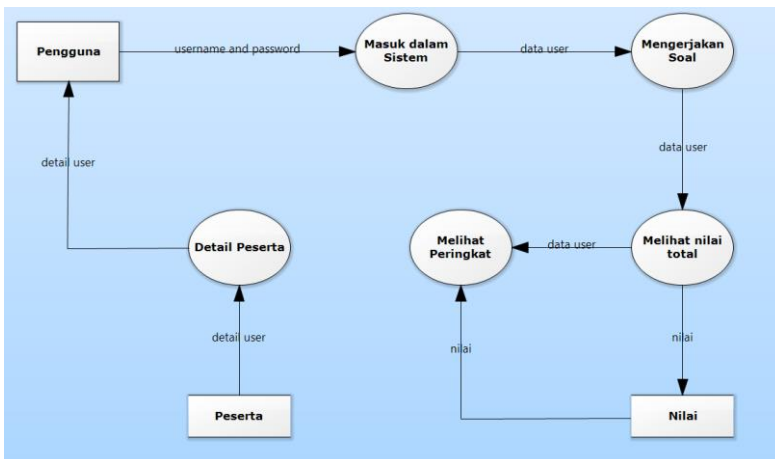 Pengguna
username and password
Masuk dalam
Sistem
data user
Mengerjakan
Soal
data user
detail user
Detail Peserta
Melihat
Peringkat
data user
Melihat nilai
total
detail user
nilai
nilai
Peserta
Nilai